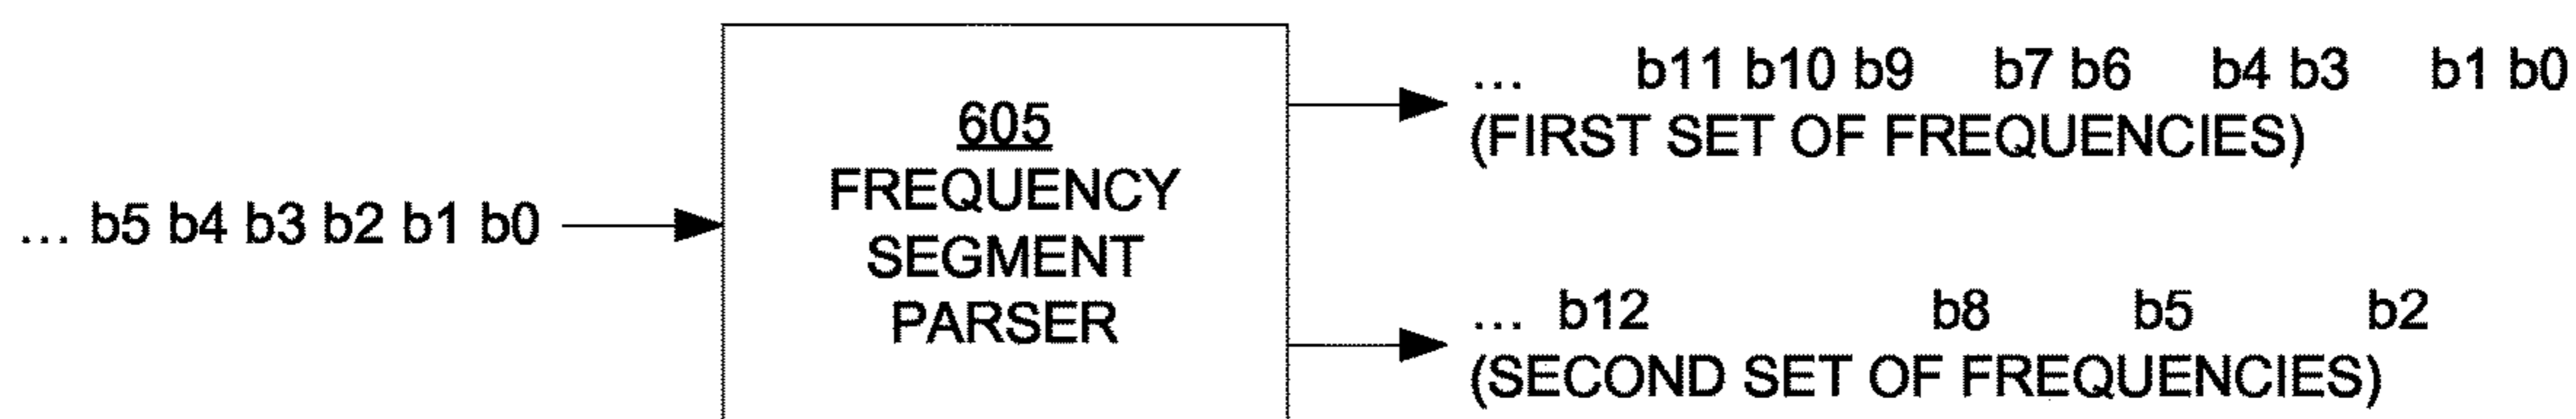 ... b5 b4 b3 b2 b1 b0
605
FREQUENCY
SEGMENT
PARSER
... b11 b10 b9 b7 b6 b4 b3 b1 b0
(FIRST SET OF FREQUENCIES)
... b12 b8 b5 b2
(SECOND SET OF FREQUENCIES)